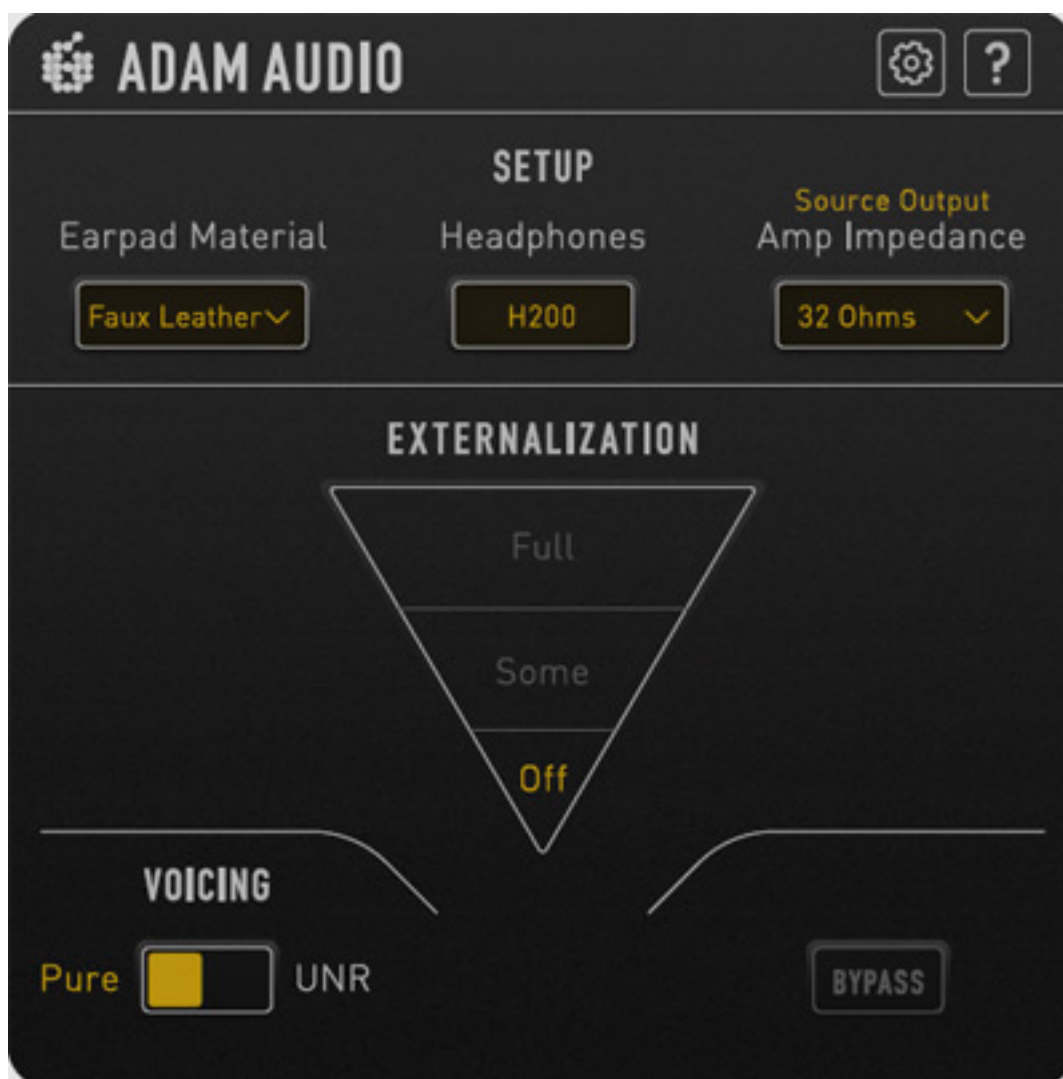 ADAM AUDIO
?
SETUP
Earpad Material
Headphones
Source Output
Amp Impedance
Faux Leather
H200
32 Ohms
EXTERNALIZATION
Full
Some
Off
VOICING
Pure
UNR
BYPASS